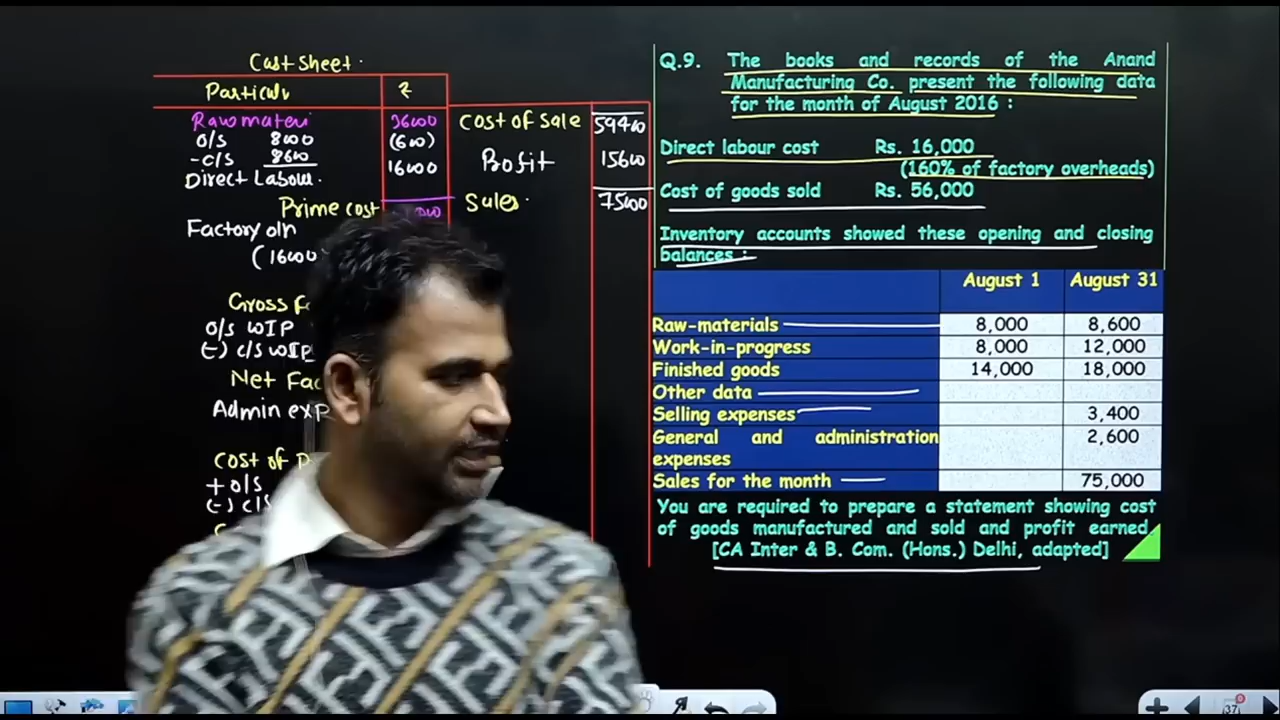 Cost sheet.
Particulr ₹
Raw materi 36000
o/s 8000 (600)
-c/s 8600
Direct Labour. 16000
Prime cost
Factory o/h
(16000
Gross Fa
o/s WIP
(-) c/s WIP
Net Fac
Admin exp
Cost of P
+ o/s
(-) c/s
Cost of sale 59400
Profit 15600
Sales. 75000
Q.9. The books and records of the Anand
Manufacturing Co. present the following data
for the month of August 2016 :
Direct labour cost Rs. 16,000
(160% of factory overheads)
Cost of goods sold Rs. 56,000
Inventory accounts showed these opening and closing
balances :
August 1 August 31
Raw-materials 8,000 8,600
Work-in-progress 8,000 12,000
Finished goods 14,000 18,000
Other data
Selling expenses 3,400
General and administration 2,600
expenses
Sales for the month 75,000
You are required to prepare a statement showing cost
of goods manufactured and sold and profit earned.
[CA Inter & B. Com. (Hons.) Delhi, adapted]
37